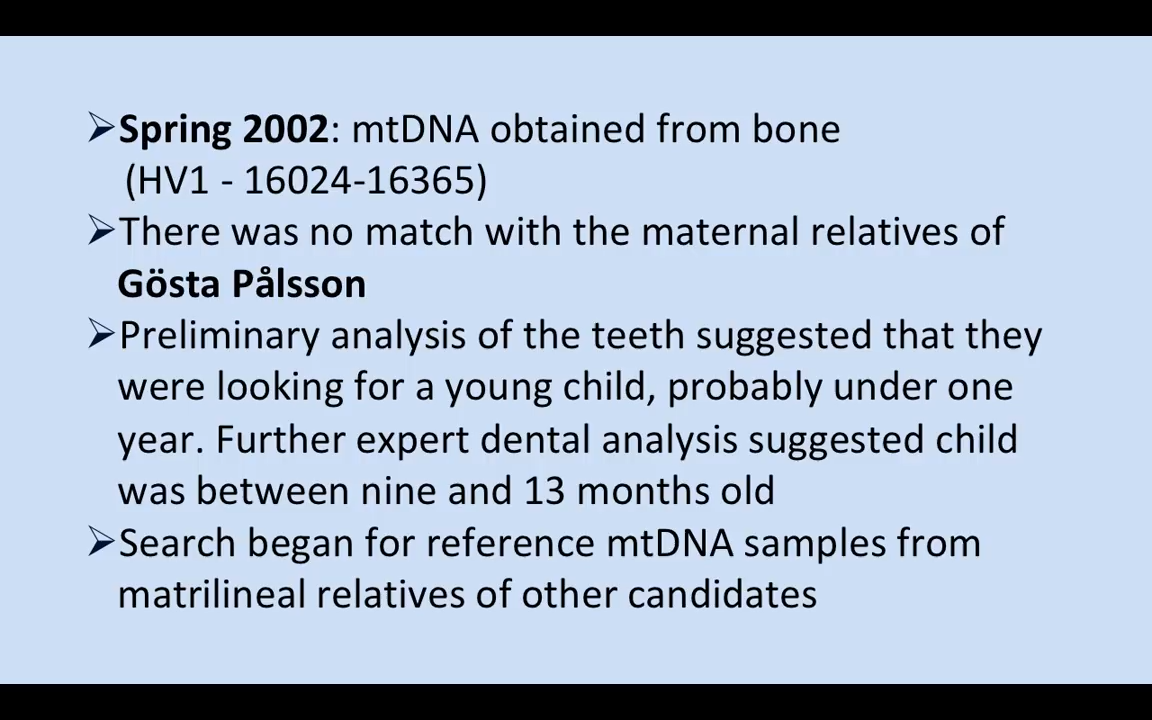 ➢Spring 2002: mtDNA obtained from bone
(HV1 - 16024-16365)
➢There was no match with the maternal relatives of
Gösta Pålsson
➢Preliminary analysis of the teeth suggested that they
were looking for a young child, probably under one
year. Further expert dental analysis suggested child
was between nine and 13 months old
➢Search began for reference mtDNA samples from
matrilineal relatives of other candidates